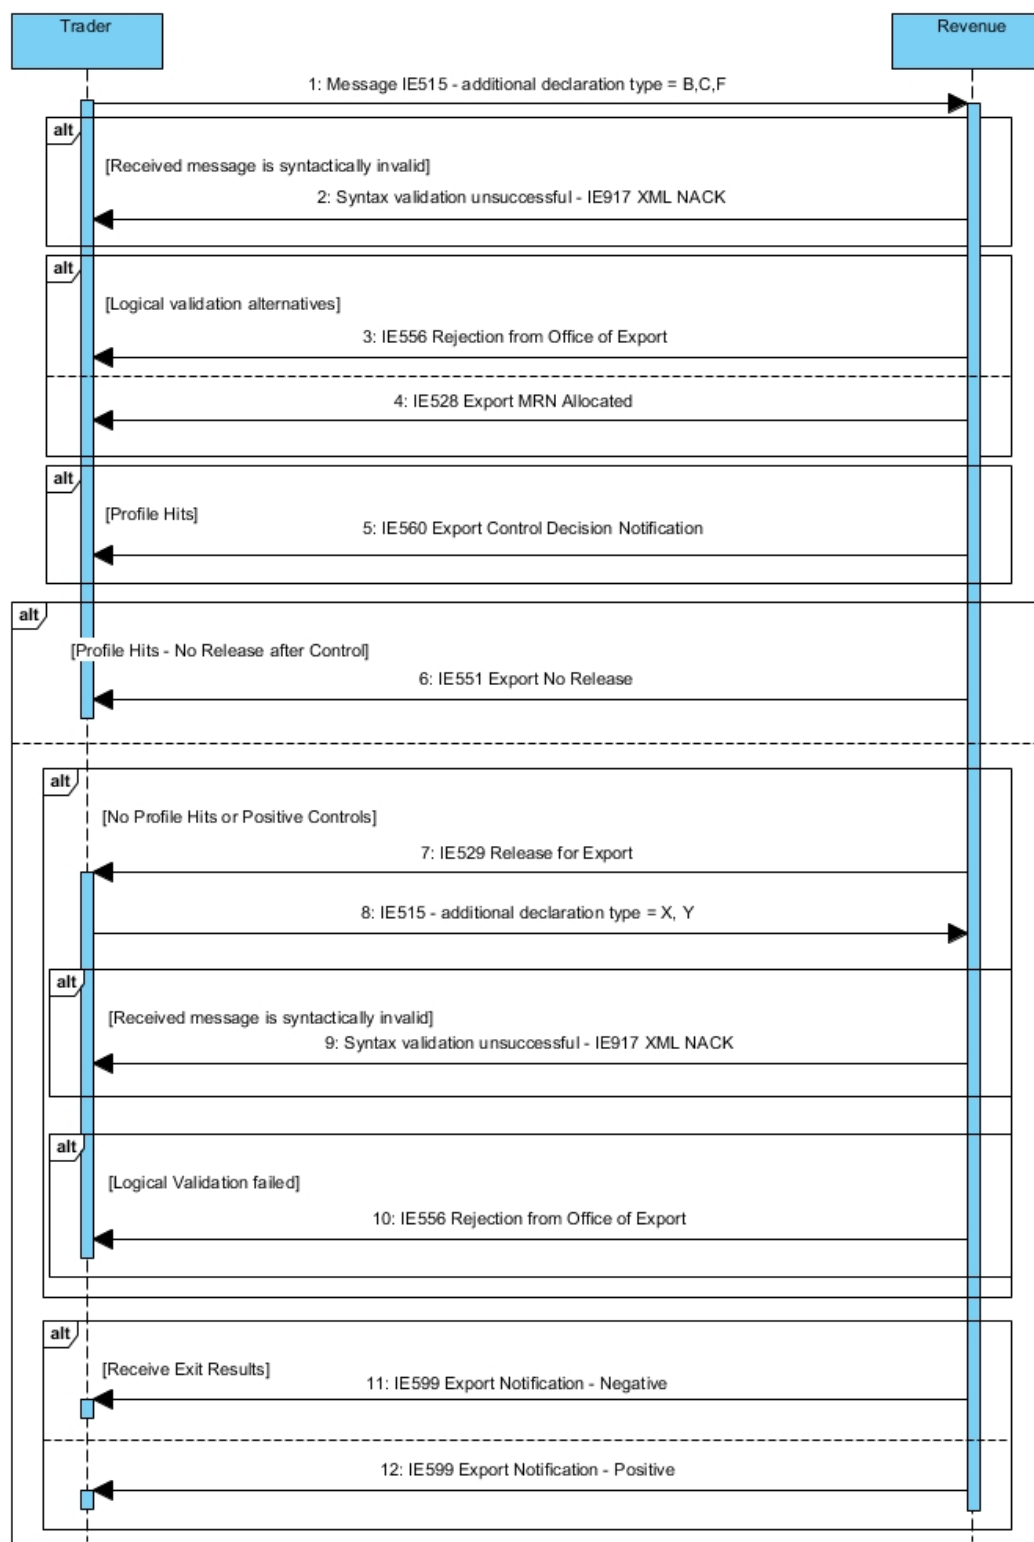 Trader
Revenue
1: Message IE515 - additional declaration type = B,C,F
alt
[Received message is syntactically invalid]
2: Syntax validation unsuccessful - IE917 XML NACK
alt
[Logical validation alternatives]
3: IE556 Rejection from Office of Export
4: IE528 Export MRN Allocated
alt
[Profile Hits]
5: IE560 Export Control Decision Notification
alt
[Profile Hits - No Release after Control]
6: IE551 Export No Release
alt
[No Profile Hits or Positive Controls]
7: IE529 Release for Export
8: IE515 - additional declaration type = X, Y
alt
[Received message is syntactically invalid]
9: Syntax validation unsuccessful - IE917 XML NACK
alt
[Logical Validation failed]
10: IE556 Rejection from Office of Export
alt
[Receive Exit Results]
11: IE599 Export Notification - Negative
12: IE599 Export Notification - Positive